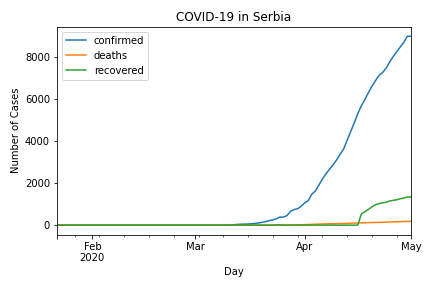 COVID-19 in Serbia
confirmed
deaths
recovered
Number of Cases
8000
6000
4000
2000
0
Feb
2020
Mar
Apr
May
Day